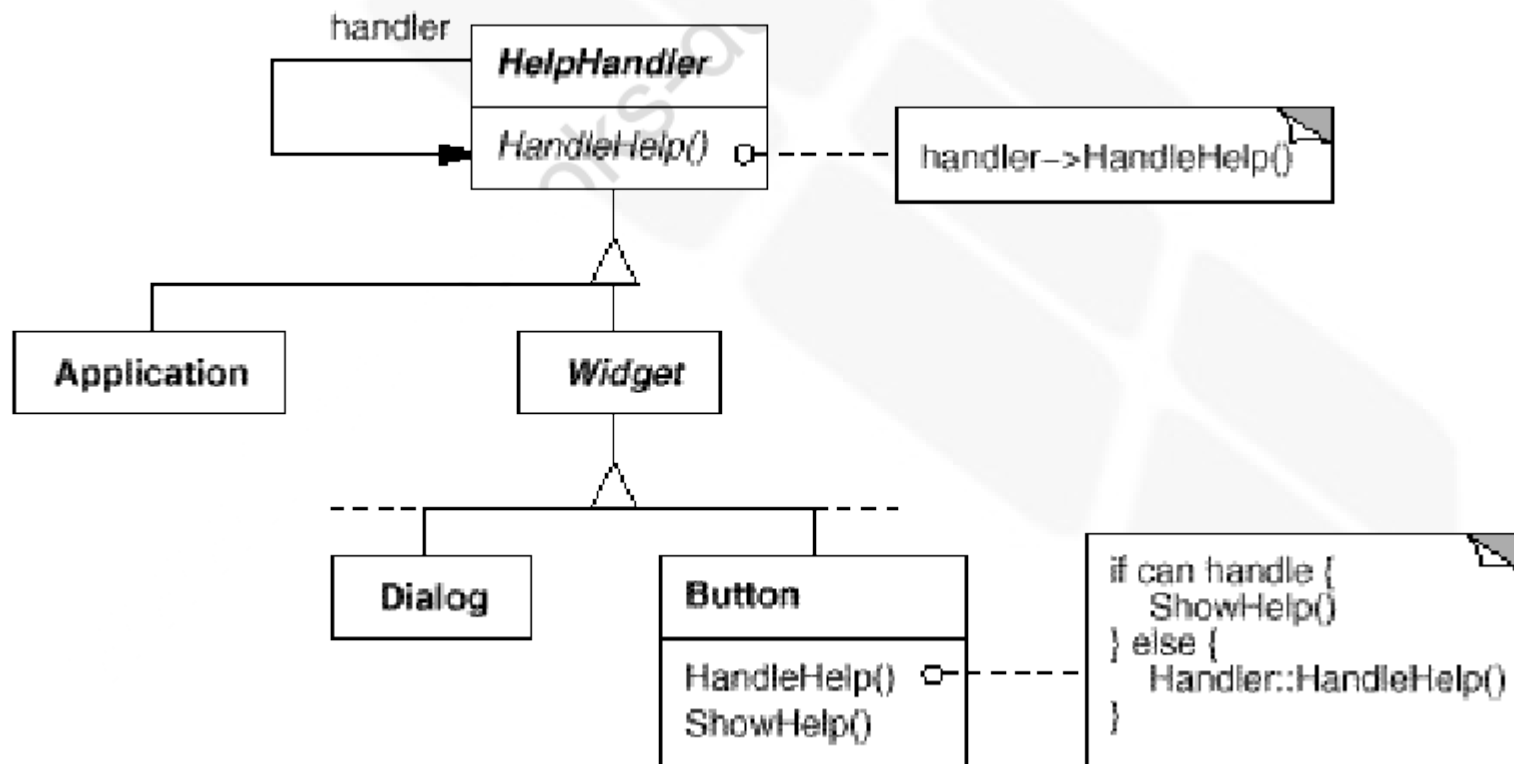 handler
HelpHandler
HandleHelp()
handler->HandleHelp()
Application
Widget
Dialog
Button
HandleHelp()
ShowHelp()
if can handle {
ShowHelp()
} else {
Handler::HandleHelp()
}